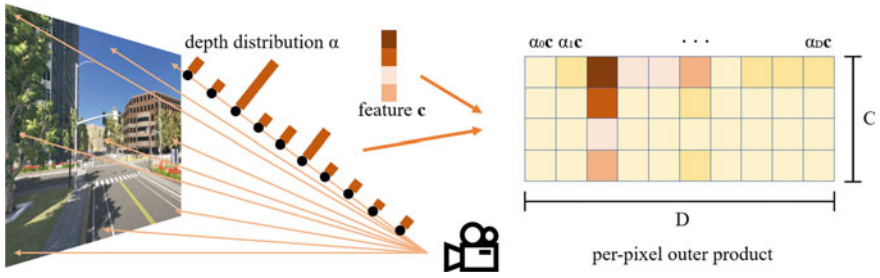 depth distribution α
feature c
α₀c α₁c · · · α_Dc
C
D
per-pixel outer product